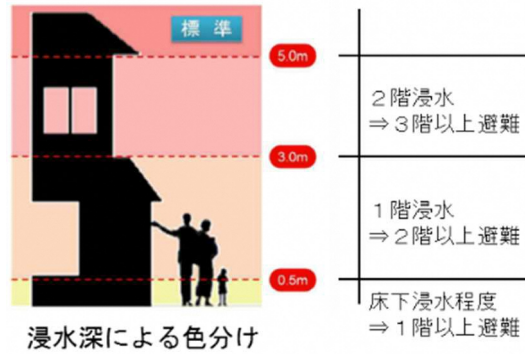 標 準
5.0m
２階浸水
⇒３階以上避難
3.0m
１階浸水
⇒２階以上避難
0.5m
床下浸水程度
⇒１階以上避難
浸水深による色分け